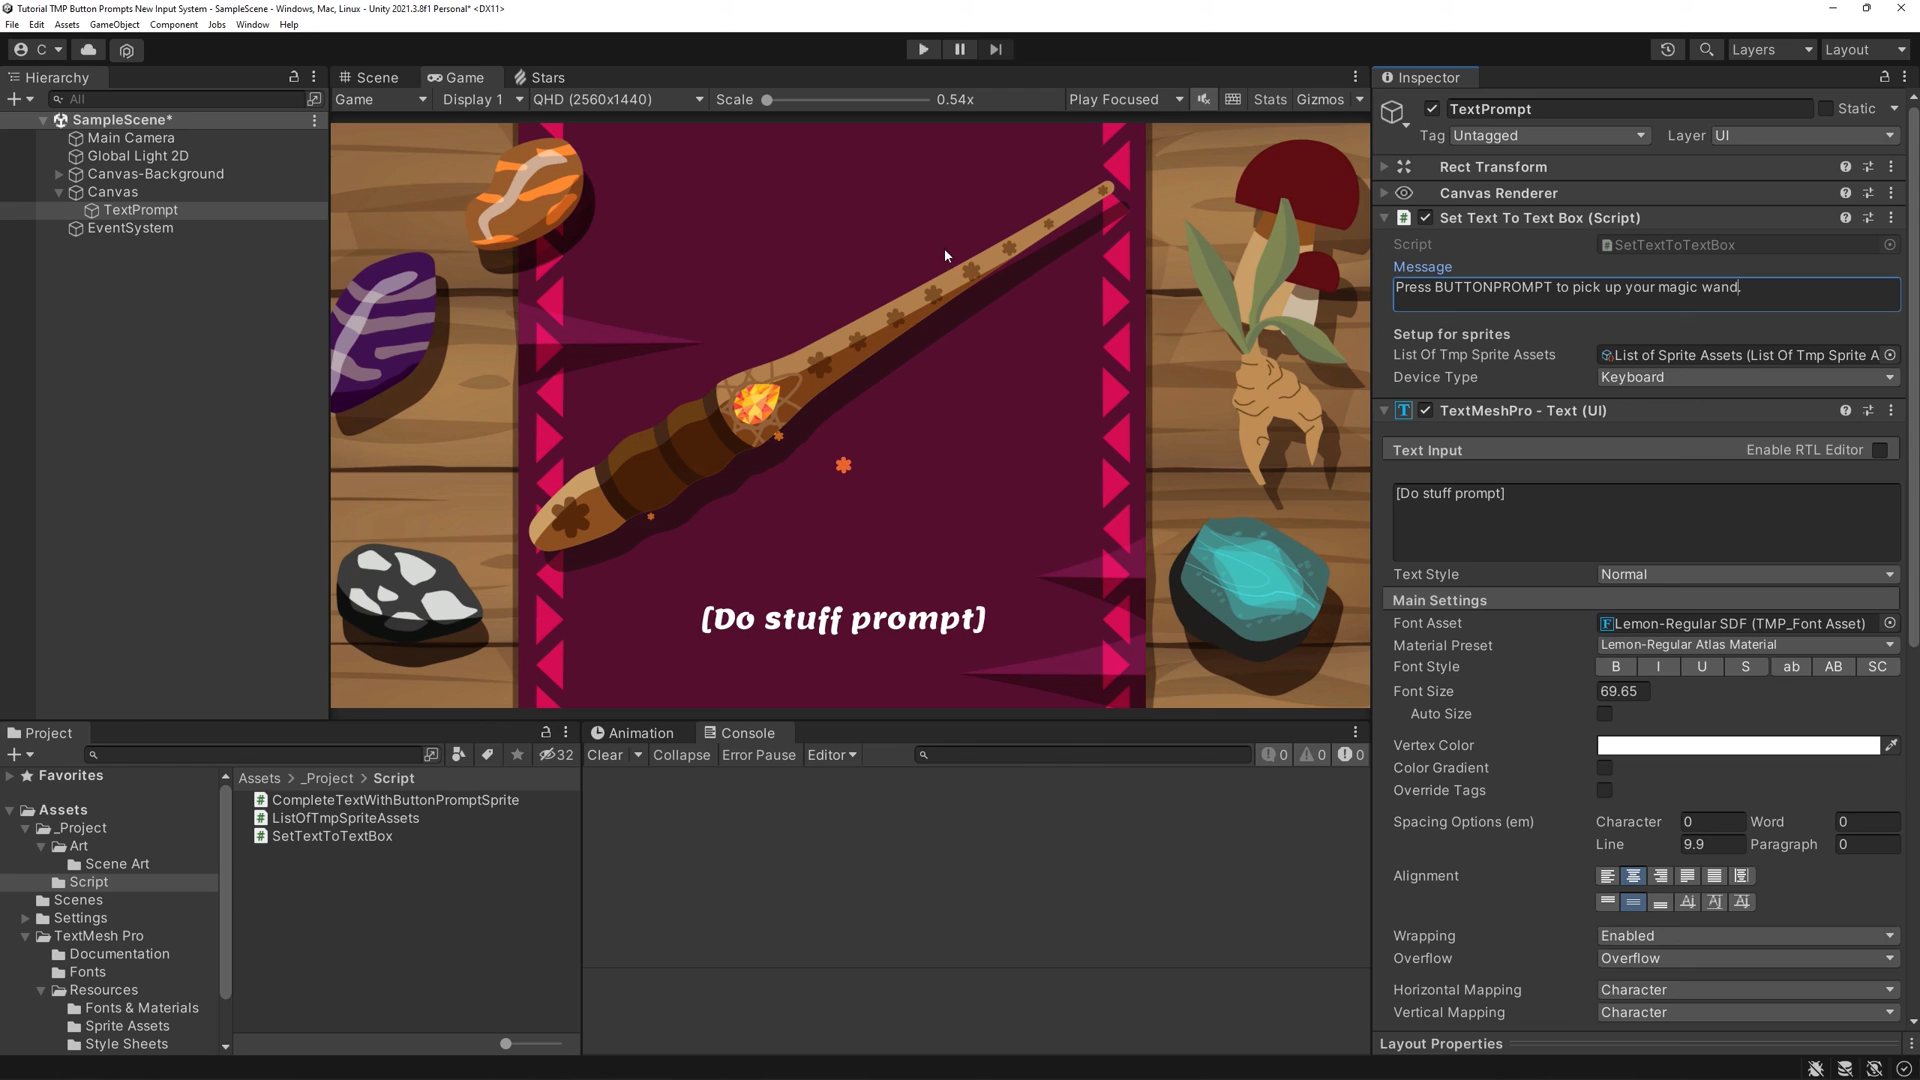 Tutorial TMP Button Prompts New Input System - SampleScene - Windows, Mac, Linux - Unity 2021.3.8f1 Personal* <DX11>
File Edit Assets GameObject Component Jobs Window Help
C Layers Layout
Hierarchy
All
SampleScene*
Main Camera
Global Light 2D
Canvas-Background
Canvas
TextPrompt
EventSystem
Scene Game Stars
Game Display 1 QHD (2560x1440) Scale 0.54x Play Focused Stats Gizmos
[Do stuff prompt]
Inspector
TextPrompt Static
Tag Untagged Layer UI
Rect Transform
Canvas Renderer
# Set Text To Text Box (Script)
Script SetTextToTextBox
Message
Press BUTTONPROMPT to pick up your magic wand.
Setup for sprites
List Of Tmp Sprite Assets List of Sprite Assets (List Of Tmp Sprite A
Device Type Keyboard
T TextMeshPro - Text (UI)
Text Input Enable RTL Editor
[Do stuff prompt]
Text Style Normal
Main Settings
Font Asset F Lemon-Regular SDF (TMP_Font Asset)
Material Preset Lemon-Regular Atlas Material
Font Style B I U S ab AB SC
Font Size 69.65
Auto Size
Vertex Color
Color Gradient
Override Tags
Spacing Options (em) Character 0 Word 0
Line 9.9 Paragraph 0
Alignment
Wrapping Enabled
Overflow Overflow
Horizontal Mapping Character
Vertical Mapping Character
Layout Properties
Project
32
Favorites
Assets
_Project
Art
Scene Art
Script
Scenes
Settings
TextMesh Pro
Documentation
Fonts
Resources
Fonts & Materials
Sprite Assets
Style Sheets
Assets > _Project > Script
# CompleteTextWithButtonPromptSprite
# ListOfTmpSpriteAssets
# SetTextToTextBox
Animation Console
Clear Collapse Error Pause Editor 0 0 0